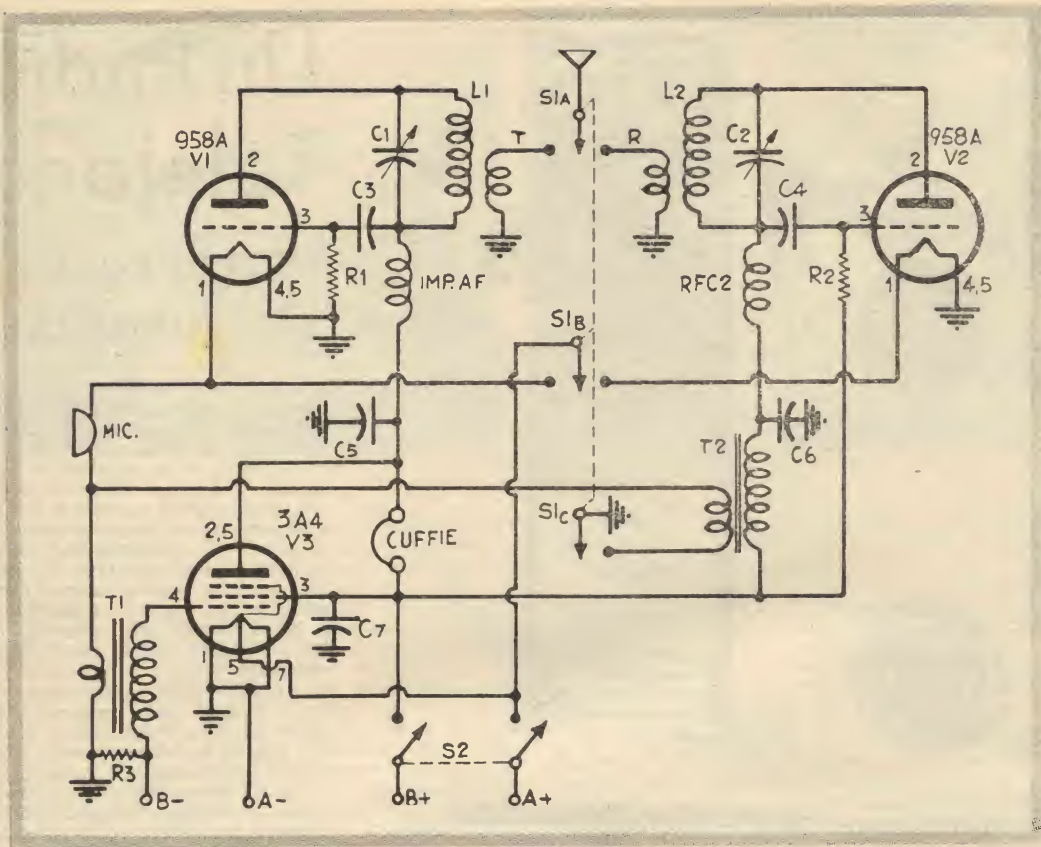 S1A
L1
L2
T
R
C1
C2
958A
V1
2
958A
V2
2
C3
3
C4
3
R1
R2
1
4,5
IMP.AF
RFC2
1
4,5
S1B
MIC.
C5
C6
T2
S1C
3A4
V3
2,5
CUFFIE
4
3
T1
C7
1
5
7
R3
S2
B-
A-
B+
A+